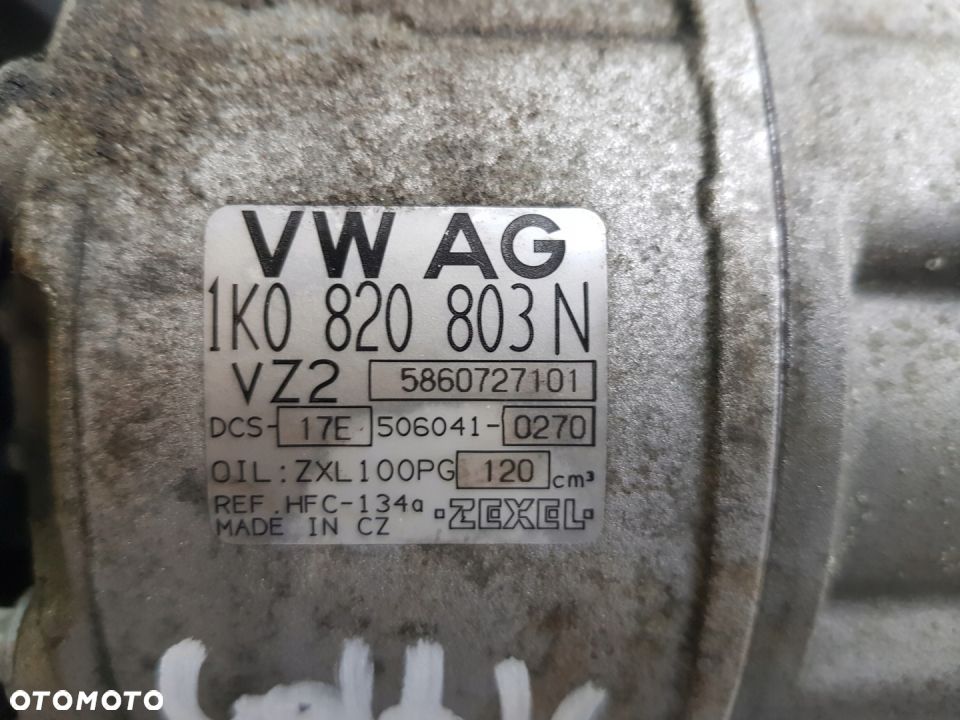 VW AG
1K0 820 803 N
VZ2 5860727101
DCS- 17E 506041- 0270
OIL: ZXL100PG 120 cm³
REF. HFC-134a
MADE IN CZ ·ZEXEL·
OTOMOTO